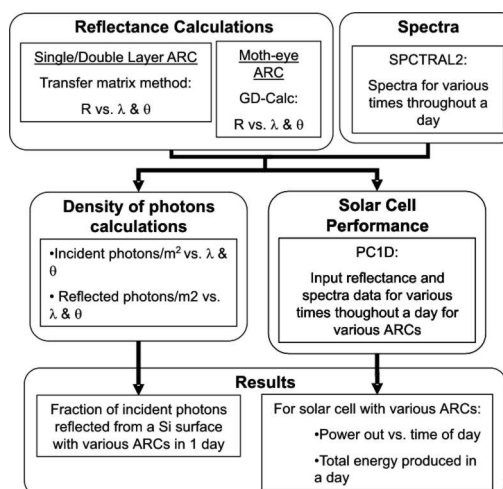 Reflectance Calculations
Single/Double Layer ARC
Transfer matrix method:
R vs. λ & θ
Moth-eye
ARC
GD-Calc:
R vs. λ & θ
Spectra
SPCTRAL2:
Spectra for various
times throughout a
day
Density of photons
calculations
•Incident photons/m² vs. λ &
θ
• Reflected photons/m2 vs.
λ & θ
Solar Cell
Performance
PC1D:
Input reflectance and
spectra data for various
times thoughout a day for
various ARCs
Results
Fraction of incident photons
reflected from a Si surface
with various ARCs in 1 day
For solar cell with various ARCs:
•Power out vs. time of day
•Total energy produced in
a day